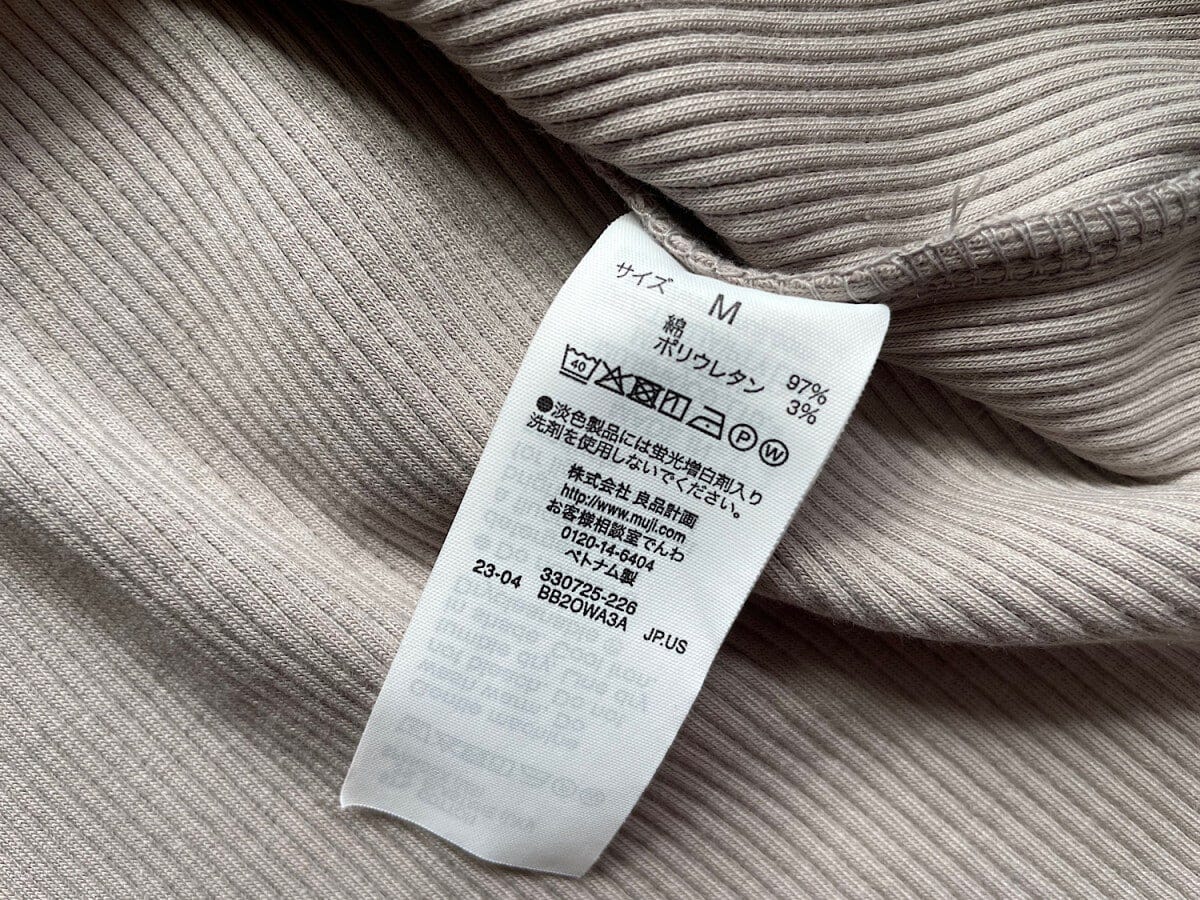 サイズ M
綿 97%
ポリウレタン 3%
40 P W
●淡色製品には蛍光増白剤入り
洗剤を使用しないでください。
株式会社 良品計画
http://www.muji.com
お客様相談室でんわ
0120-14-6404
ベトナム製
23-04 330725-226
BB2OWA3A JP.US